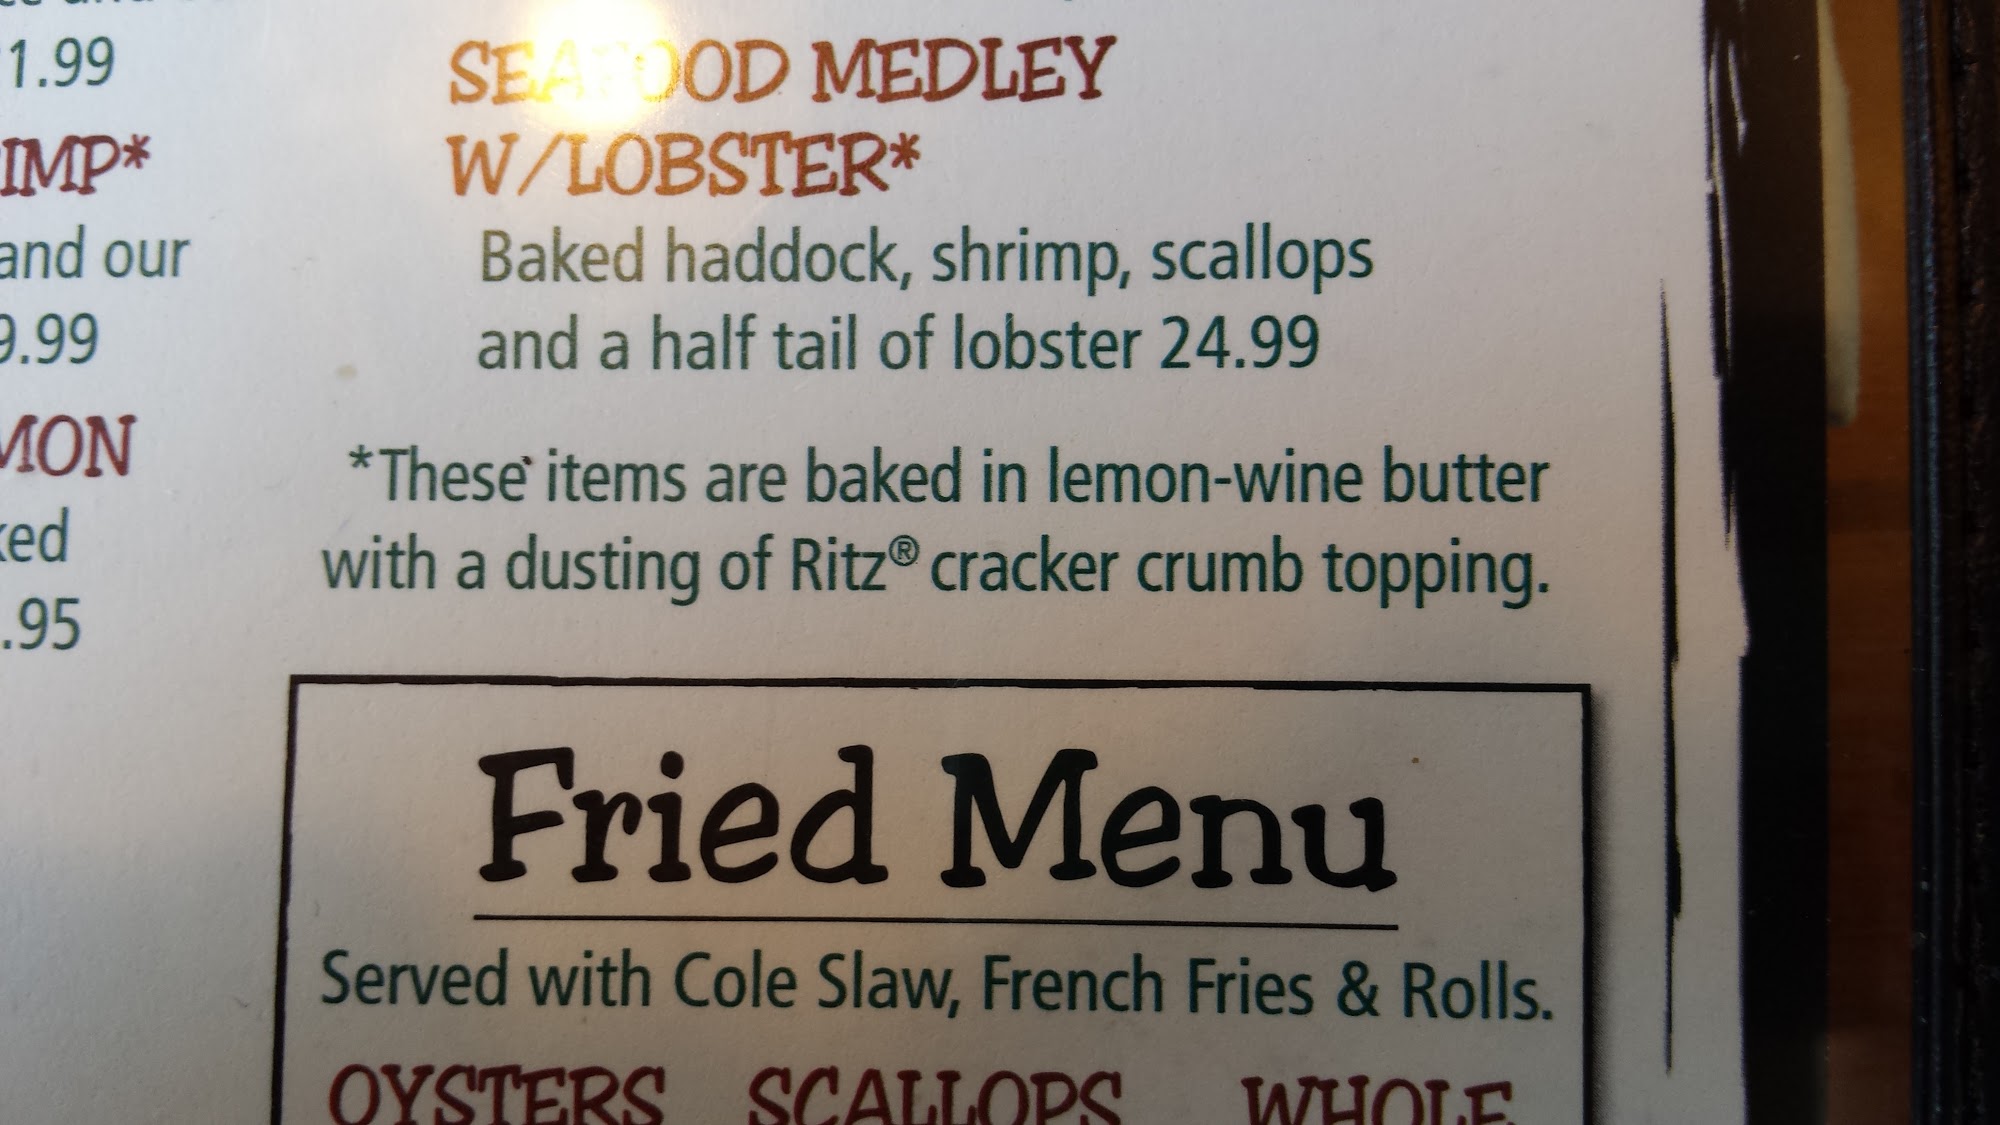 1.99
IMP*
and our
9.99
MON
ked
.95
SEAFOOD MEDLEY
W/LOBSTER*
Baked haddock, shrimp, scallops
and a half tail of lobster 24.99
*These items are baked in lemon-wine butter
with a dusting of Ritz® cracker crumb topping.
Fried Menu
Served with Cole Slaw, French Fries & Rolls.
OYSTERS SCALLOPS WHOLE